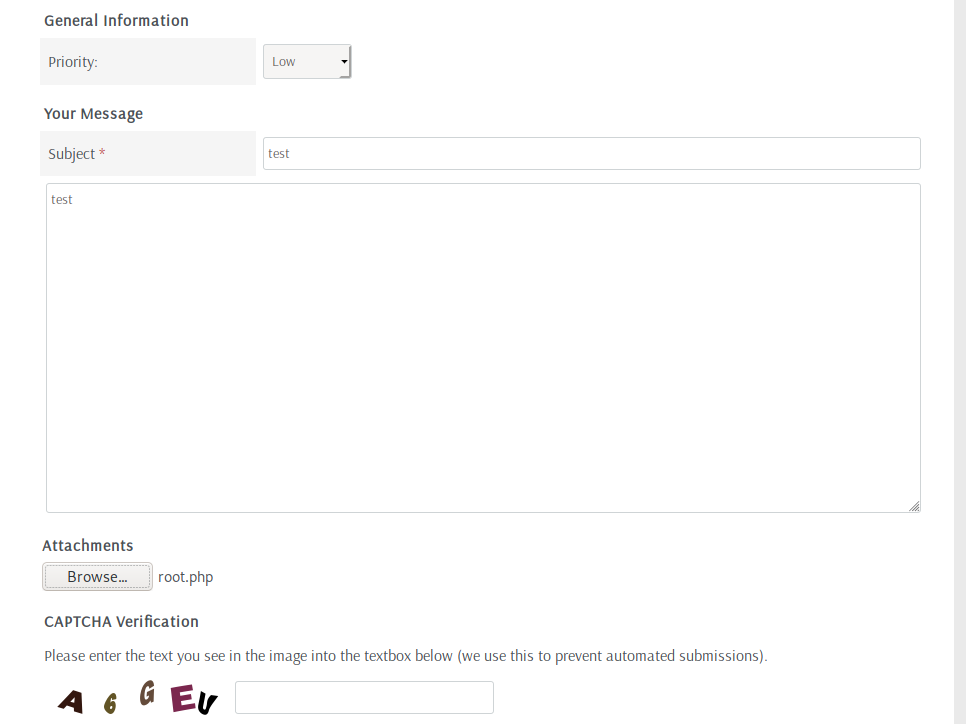 General Information
Priority: Low
Your Message
Subject * test
test
Attachments
Browse... root.php
CAPTCHA Verification
Please enter the text you see in the image into the textbox below (we use this to prevent automated submissions).
A 6 G E U